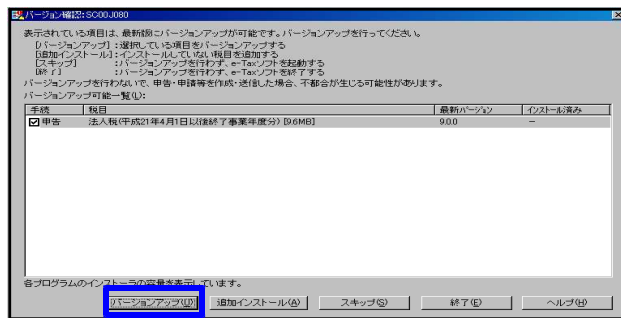 バージョン確認:SC00J080
表示されている項目は、最新版にバージョンアップが可能です。バージョンアップを行ってください。
[バージョンアップ]:選択している項目をバージョンアップする
[追加インストール]:インストールしていない税目を追加する
[スキップ] :バージョンアップを行わず、e-Taxソフトを起動する
[終了] :バージョンアップを行わず、e-Taxソフトを終了する
バージョンアップを行わないで、申告・申請等を作成・送信した場合、不都合が生じる可能性があります。
バージョンアップ可能一覧(L):
手続 税目 最新バージョン インストール済み
申告 法人税(平成21年4月1日以後終了事業年度分) [9.6MB] 9.0.0 －
各プログラムのインストーラの容量を表示しています。
バージョンアップ(U) 追加インストール(A) スキップ(S) 終了(E) ヘルプ(H)